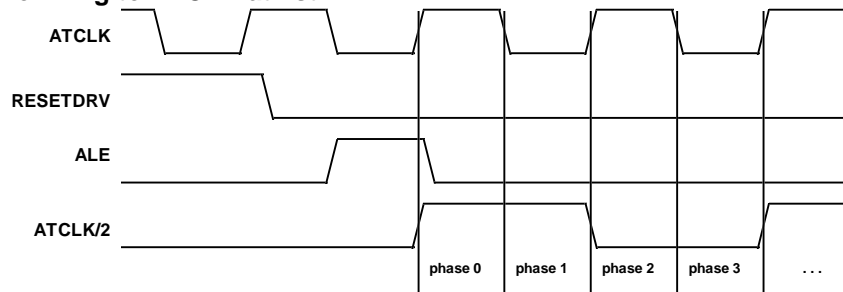 ATCLK
RESETDRV
ALE
ATCLK/2
phase 0 phase 1 phase 2 phase 3 . . .